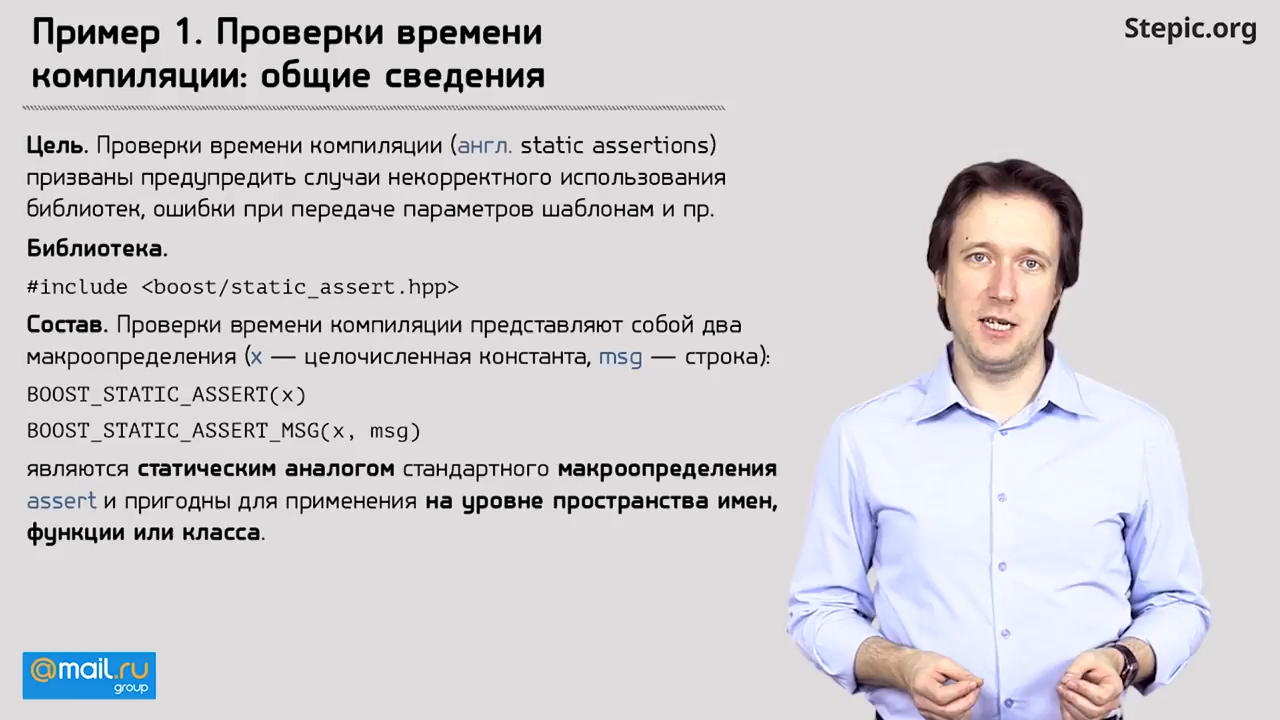 Пример 1. Проверки времени
компиляции: общие сведения
Stepic.org
Цель. Проверки времени компиляции (англ. static assertions)
призваны предупредить случаи некорректного использования
библиотек, ошибки при передаче параметров шаблонам и пр.
Библиотека.
#include <boost/static_assert.hpp>
Состав. Проверки времени компиляции представляют собой два
макроопределения (x — целочисленная константа, msg — строка):
BOOST_STATIC_ASSERT(x)
BOOST_STATIC_ASSERT_MSG(x, msg)
являются статическим аналогом стандартного макроопределения
assert и пригодны для применения на уровне пространства имен,
функции или класса.
@mail.ru
group